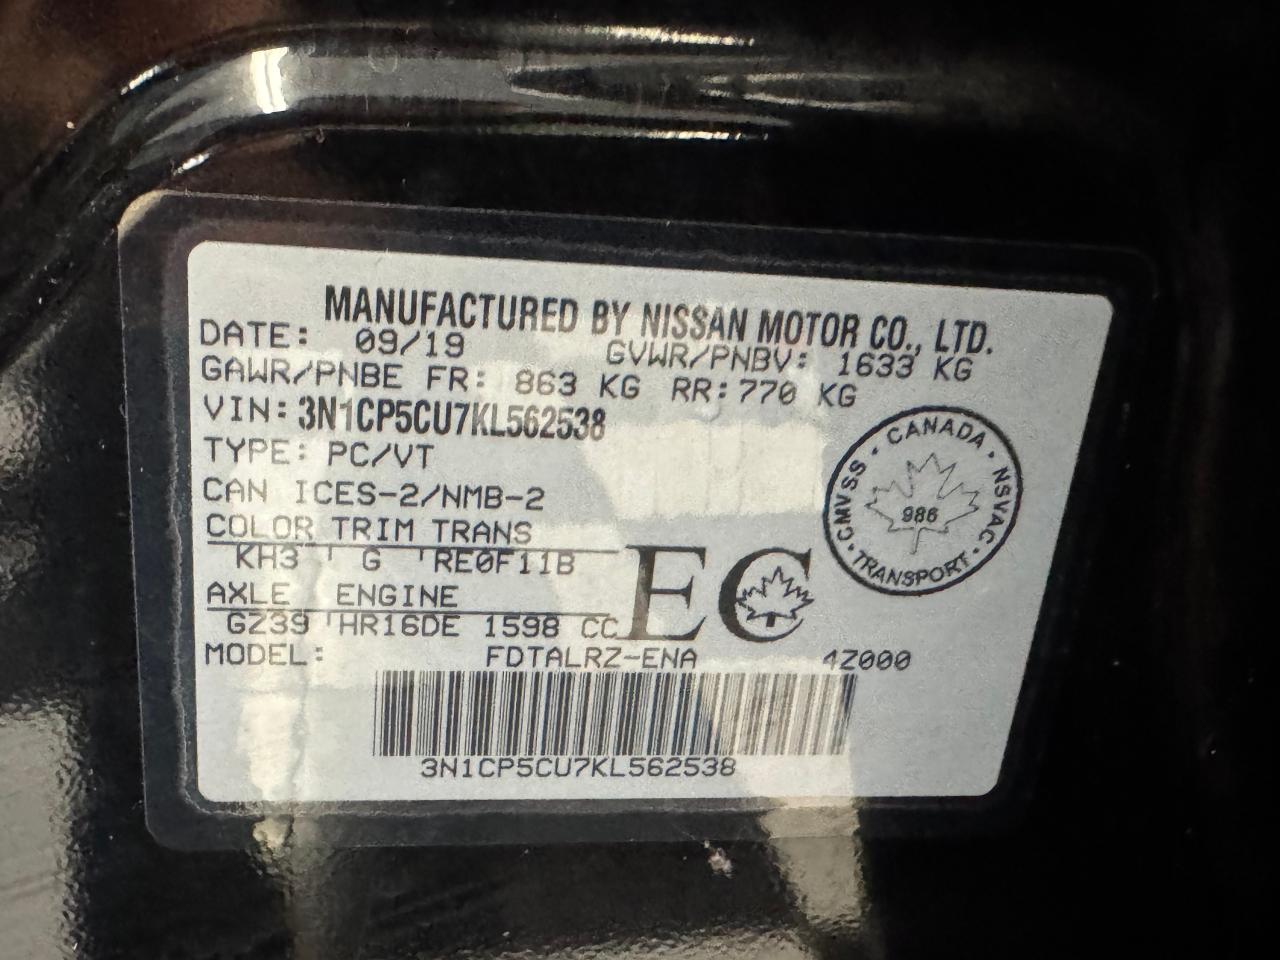 MANUFACTURED BY NISSAN MOTOR CO., LTD.
DATE: 09/19 GVWR/PNBV: 1633 KG
GAWR/PNBE FR: 863 KG RR: 770 KG
VIN: 3N1CP5CU7KL562538
TYPE: PC/VT
CAN ICES-2/NMB-2
COLOR TRIM TRANS
KH3 G RE0F11B
AXLE ENGINE
GZ39 HR16DE 1598 CC
EC
CANADA
CMVSS · NSVAC
986
TRANSPORT
MODEL: FDTALRZ-ENA 4Z000
3N1CP5CU7KL562538